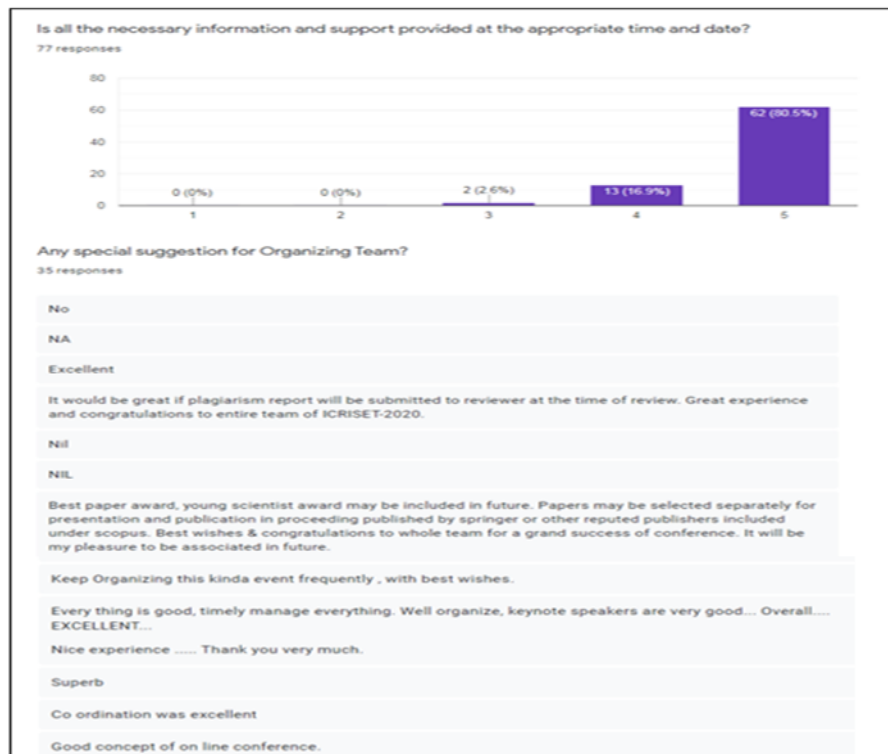 Is all the necessary information and support provided at the appropriate time and date?
77 responses
80
60
40
20
0
0 (0%)
0 (0%)
2 (2.6%)
13 (16.9%)
62 (80.5%)
1
2
3
4
5
Any special suggestion for Organizing Team?
35 responses
No
NA
Excellent
It would be great if plagiarism report will be submitted to reviewer at the time of review. Great experience
and congratulations to entire team of ICRISET-2020.
Nil
NIL
Best paper award, young scientist award may be included in future. Papers may be selected separately for
presentation and publication in proceeding published by springer or other reputed publishers included
under scopus. Best wishes & congratulations to whole team for a grand success of conference. It will be
my pleasure to be associated in future.
Keep Organizing this kinda event frequently , with best wishes.
Every thing is good, timely manage everything. Well organize, keynote speakers are very good... Overall....
EXCELLENT...
Nice experience ..... Thank you very much.
Superb
Co ordination was excellent
Good concept of on line conference.